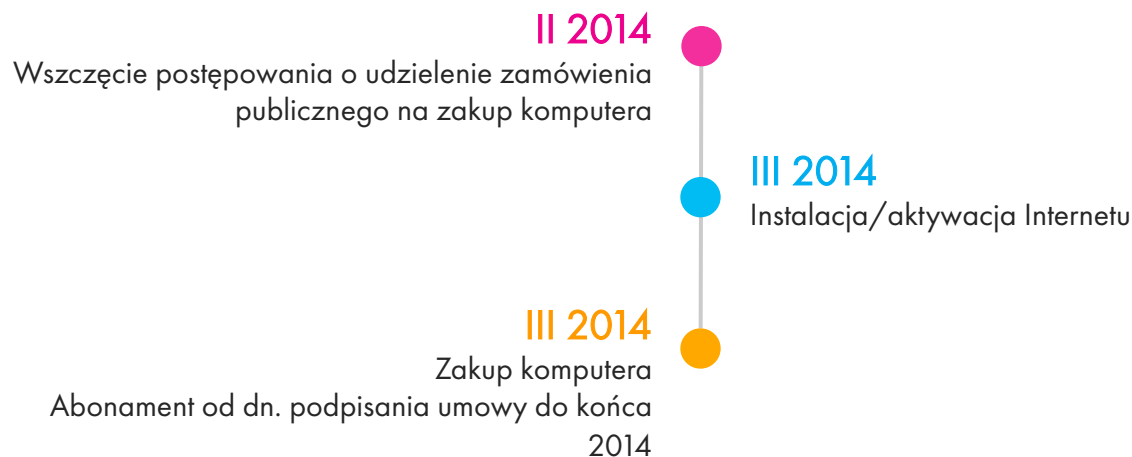 II 2014
Wszczęcie postępowania o udzielenie zamówienia
publicznego na zakup komputera
III 2014
Instalacja/aktywacja Internetu
III 2014
Zakup komputera
Abonament od dn. podpisania umowy do końca
2014